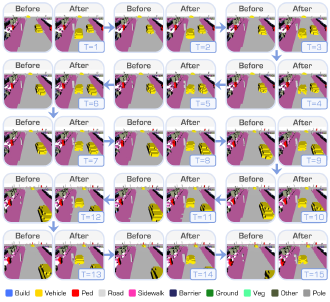 Before After Before After Before After
T=1 T=2 T=3
Before After Before After Before After
T=6 T=5 T=4
Before After Before After Before After
T=7 T=8 T=9
Before After Before After Before After
T=12 T=11 T=10
Before After Before After Before After
T=13 T=14 T=15
Build Vehicle Ped Road Sidewalk Barrier Ground Veg Other Pole